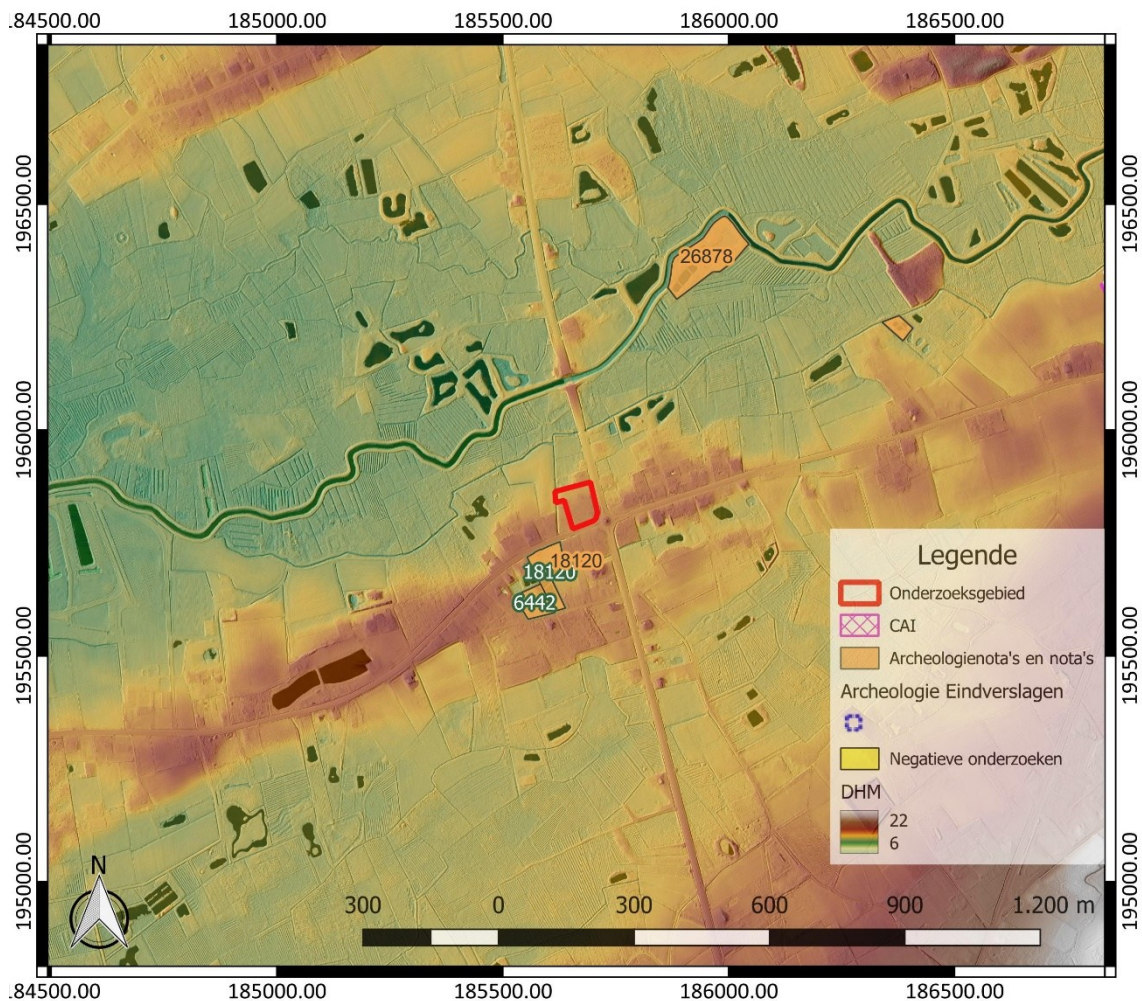 184500.00 185000.00 185500.00 186000.00 186500.00
196500.00 196500.00
196000.00 196000.00
195500.00 195500.00
195000.00 195000.00
26878
18120
18120
6442
Legende
Onderzoeksgebied
CAI
Archeologienota's en nota's
Archeologie Eindverslagen
Negatieve onderzoeken
DHM
22
6
N
300 0 300 600 900 1.200 m
184500.00 185000.00 185500.00 186000.00 186500.00